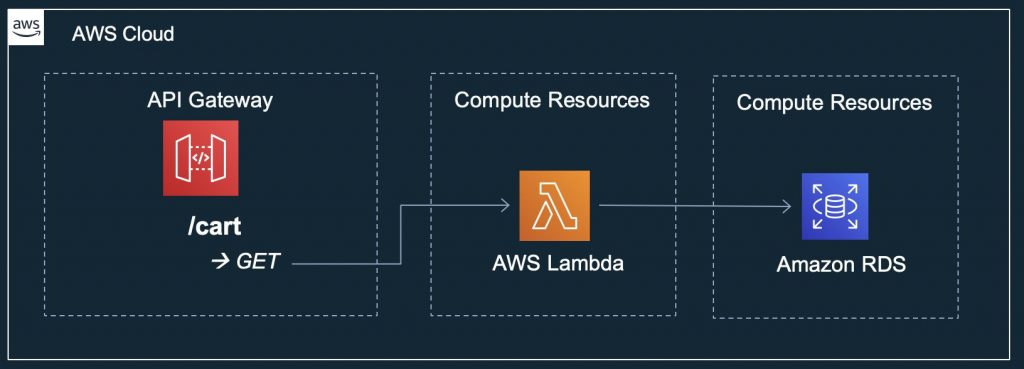 aws
AWS Cloud
API Gateway
</>
/cart
→ GET
Compute Resources
AWS Lambda
Compute Resources
Amazon RDS